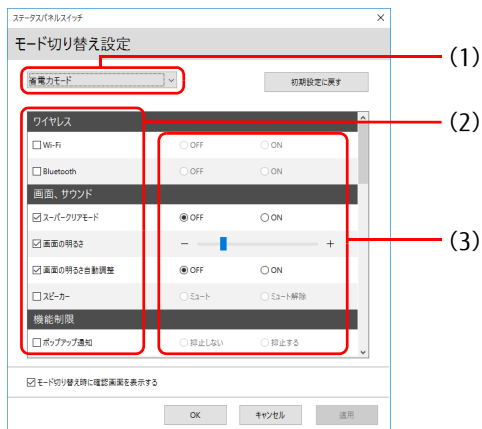 ステータスパネルスイッチ
モード切り替え設定
(1)
省電力モード 初期設定に戻す
(2)
ワイヤレス
Wi-Fi OFF ON
Bluetooth OFF ON
画面、サウンド
スーパークリアモード OFF ON
画面の明るさ − +
(3)
画面の明るさ自動調整 OFF ON
スピーカー ミュート ミュート解除
機能制限
ポップアップ通知 抑止しない 抑止する
モード切り替え時に確認画面を表示する
OK キャンセル 適用